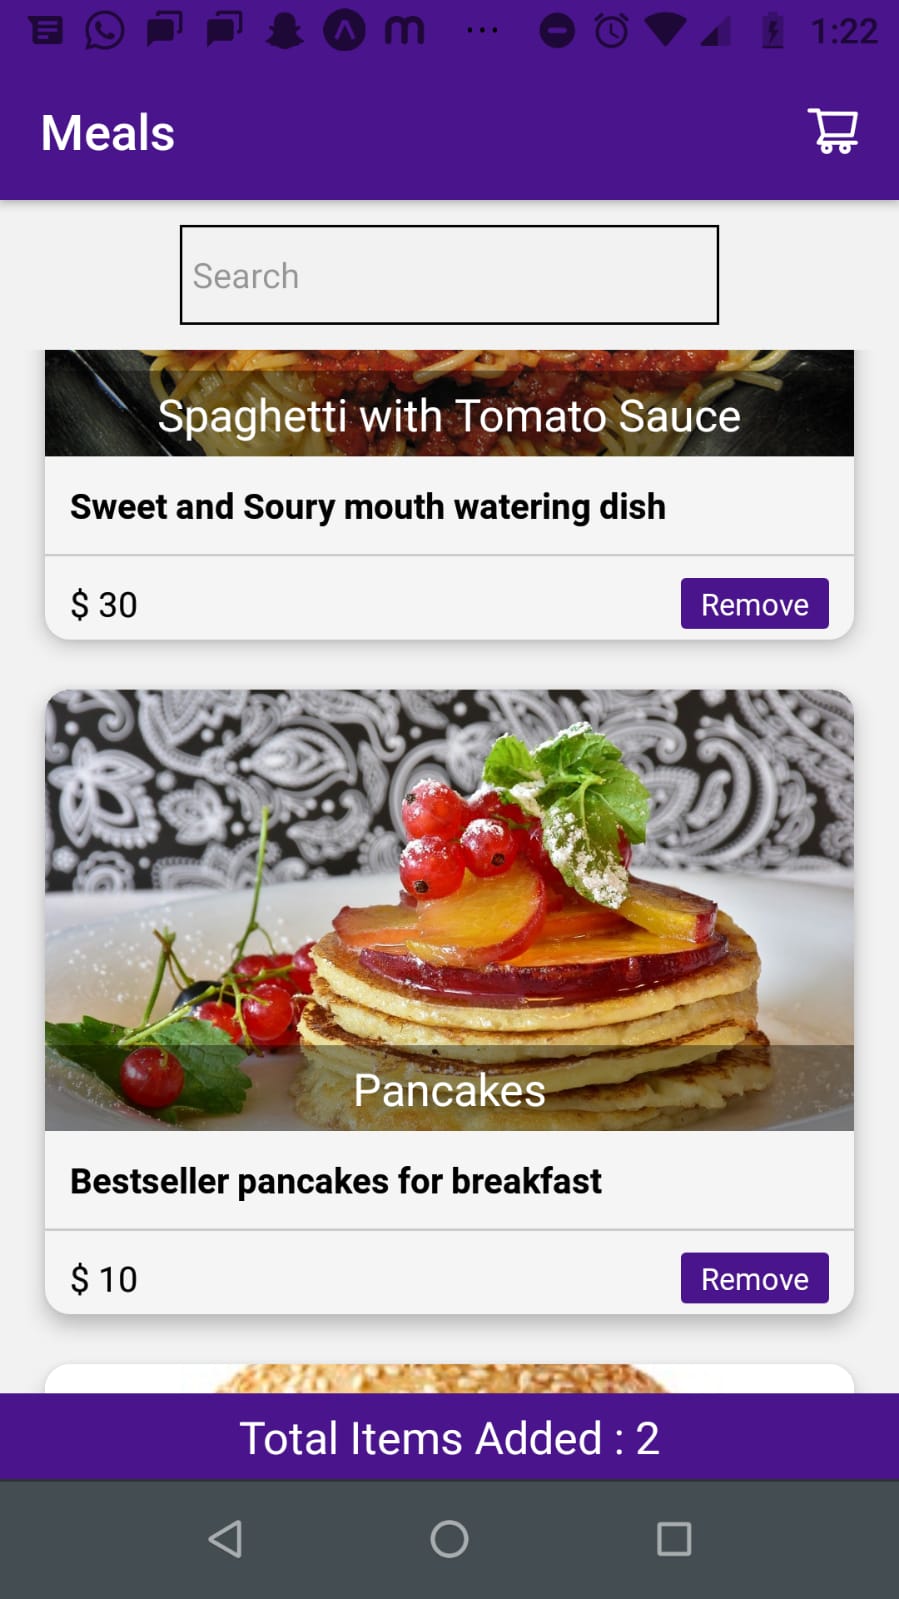 1:22
Meals
Search
Spaghetti with Tomato Sauce
Sweet and Soury mouth watering dish
$ 30
Remove
Pancakes
Bestseller pancakes for breakfast
$ 10
Remove
Total Items Added : 2